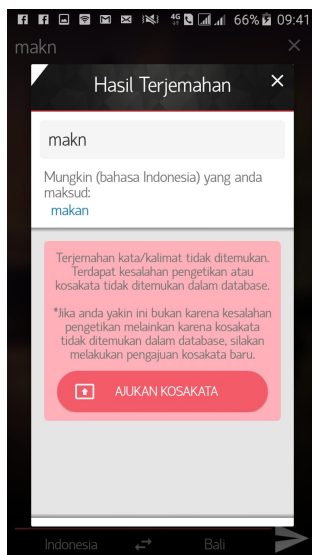 4G 66% 09:41
makn ×
Hasil Terjemahan ×
makn
Mungkin (bahasa Indonesia) yang anda
maksud:
makan
Terjemahan kata/kalimat tidak ditemukan.
Terdapat kesalahan pengetikan atau
kosakata tidak ditemukan dalam database.
*Jika anda yakin ini bukan karena kesalahan
pengetikan melainkan karena kosakata
tidak ditemukan dalam database, silakan
melakukan pengajuan kosakata baru.
AJUKAN KOSAKATA
Indonesia Bali